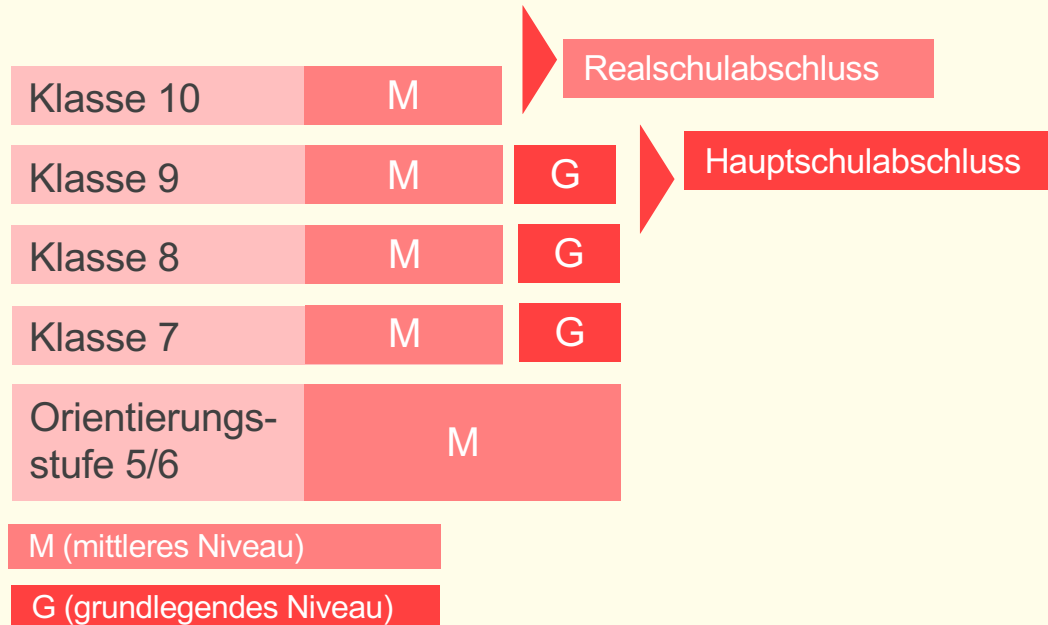 Realschulabschluss
Klasse 10 M
Hauptschulabschluss
Klasse 9 M G
Klasse 8 M G
Klasse 7 M G
Orientierungs-
stufe 5/6
M
M (mittleres Niveau)
G (grundlegendes Niveau)